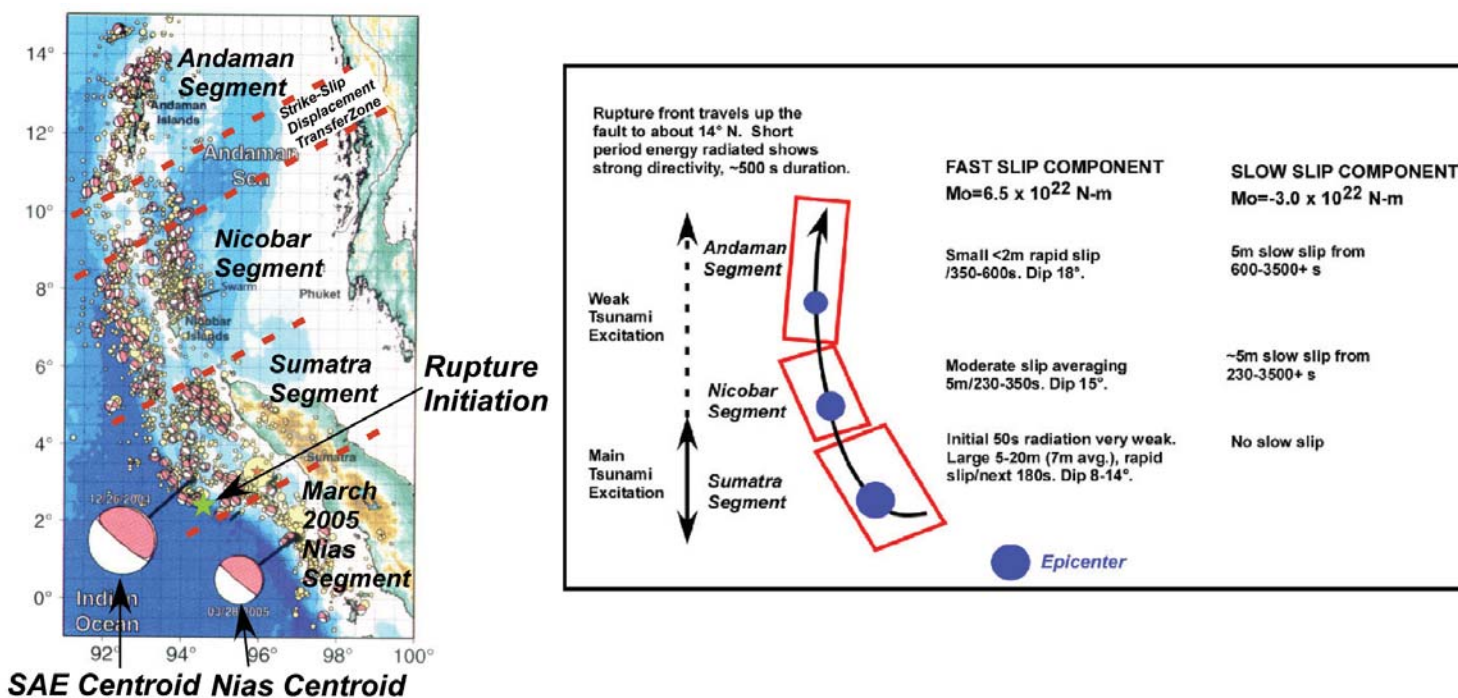 14°
12°
10°
8°
6°
4°
2°
0°
92°
94°
96°
98°
100°
Andaman
Segment
Andaman
Islands
Strike-Slip
Displacement
TransferZone
Andaman
Sea
Nicobar
Segment
Swarm
Phuket
Nicobar
Islands
Sumatra
Segment
Rupture
Initiation
Sumatra
12/26/2004
March
2005
Nias
Segment
03/28/2005
Indian
Ocean
SAE Centroid
Nias Centroid
Rupture front travels up the
fault to about 14° N. Short
period energy radiated shows
strong directivity, ~500 s duration.
FAST SLIP COMPONENT
Mo=6.5 x 10²² N-m
SLOW SLIP COMPONENT
Mo=-3.0 x 10²² N-m
Andaman
Segment
Small <2m rapid slip
/350-600s. Dip 18°.
5m slow slip from
600-3500+ s
Weak
Tsunami
Excitation
Nicobar
Segment
Moderate slip averaging
5m/230-350s. Dip 15°.
~5m slow slip from
230-3500+ s
Main
Tsunami
Excitation
Sumatra
Segment
Initial 50s radiation very weak.
Large 5-20m (7m avg.), rapid
slip/next 180s. Dip 8-14°.
No slow slip
Epicenter